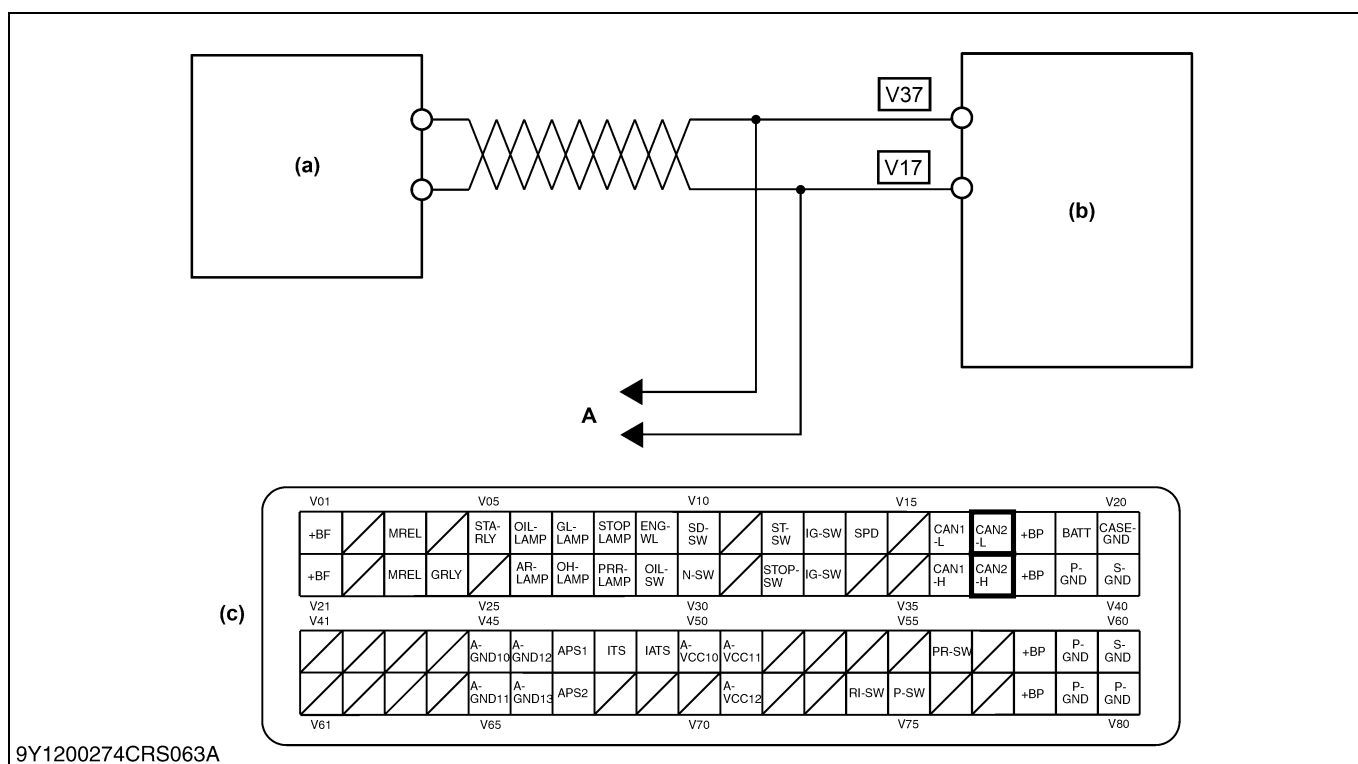 V37
(a)
V17
(b)
A
V01 V05 V10 V15 V20
+BF MREL STA- OIL- GL- STOP ENG- SD- ST- IG-SW SPD CAN1 CAN2 +BP BATT CASE-
RLY LAMP LAMP LAMP WL SW SW -L -L GND
+BF MREL GRLY AR- OH- PRR- OIL- N-SW STOP- IG-SW CAN1 CAN2 +BP P- S-
LAMP LAMP LAMP SW SW -H -H GND GND
(c)
V21 V25 V30 V35 V40
V41 V45 V50 V55 V60
A- A- APS1 ITS IATS A- A- PR-SW +BP P- S-
GND10 GND12 VCC10 VCC11 GND GND
A- A- APS2 A- RI-SW P-SW +BP P- P-
GND11 GND13 VCC12 GND GND
V61 V65 V70 V75 V80
9Y1200274CRS063A